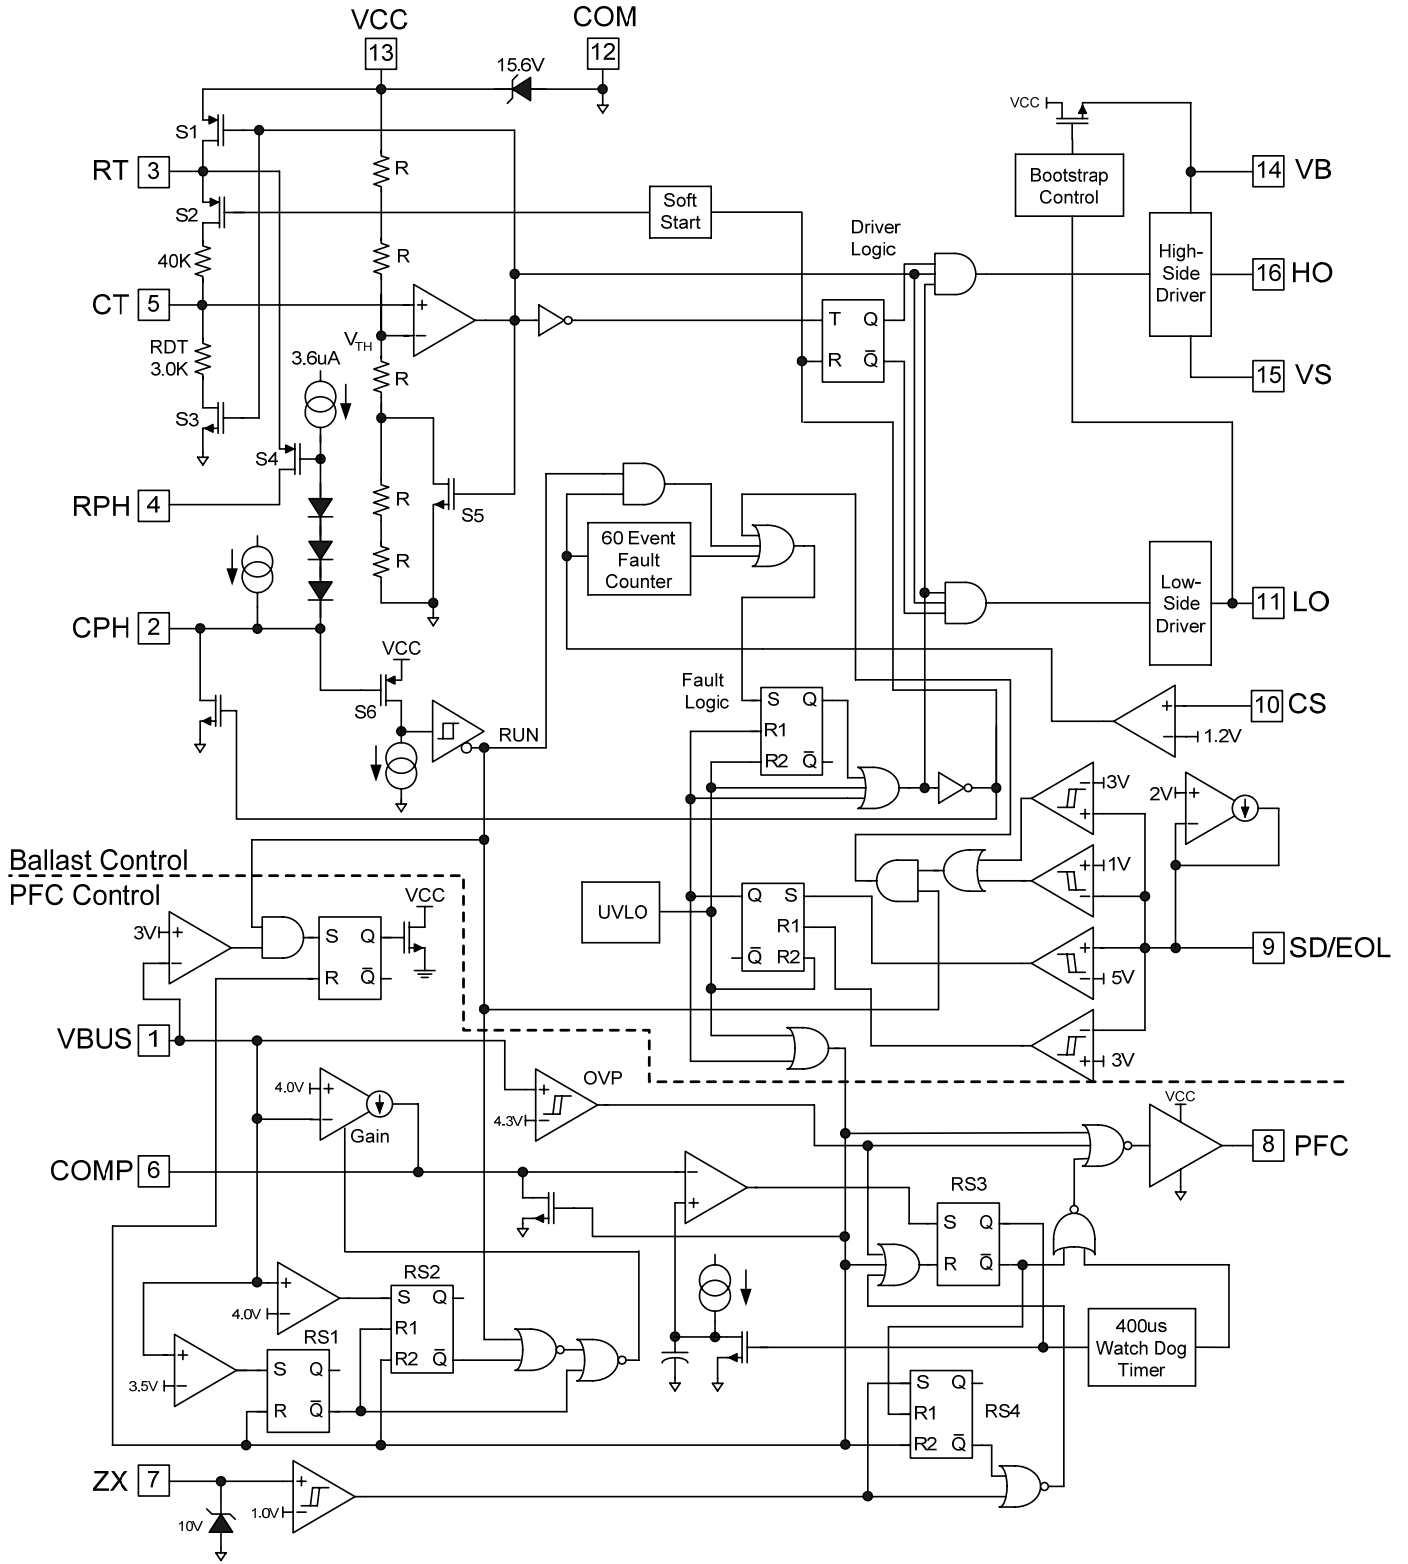 VCC
COM
13
12
15.6V
VCC
S1
R
RT
3
14
VB
Bootstrap
Control
Soft
Start
S2
Driver
Logic
R
High-
Side
Driver
40K
16
HO
CT
5
+
T
Q
V_TH
−
RDT
3.0K
3.6uA
R
R
Q̅
15
VS
S3
S4
RPH
4
R
S5
60 Event
Fault
Counter
R
Low-
Side
Driver
11
LO
CPH
2
VCC
Fault
Logic
S
Q
10
CS
+
S6
R1
−
1.2V
RUN
R2
Q̅
−
3V
2V
+
+
−
Ballast Control
+
1V
PFC Control
VCC
−
UVLO
Q
S
3V
+
S
Q
R1
+
9
SD/EOL
−
Q̅
R2
−
5V
R
Q̅
VBUS
1
−
+
3V
OVP
4.0V
+
+
4.3V
−
VCC
−
Gain
8
PFC
COMP
6
−
RS3
+
S
Q
R
Q̅
RS2
+
S
Q
4.0V
−
400us
Watch Dog
Timer
RS1
R1
+
S
Q
R2
Q̅
3.5V
−
S
Q
R
Q̅
R1
RS4
R2
Q̅
ZX
7
+
10V
1.0V
−